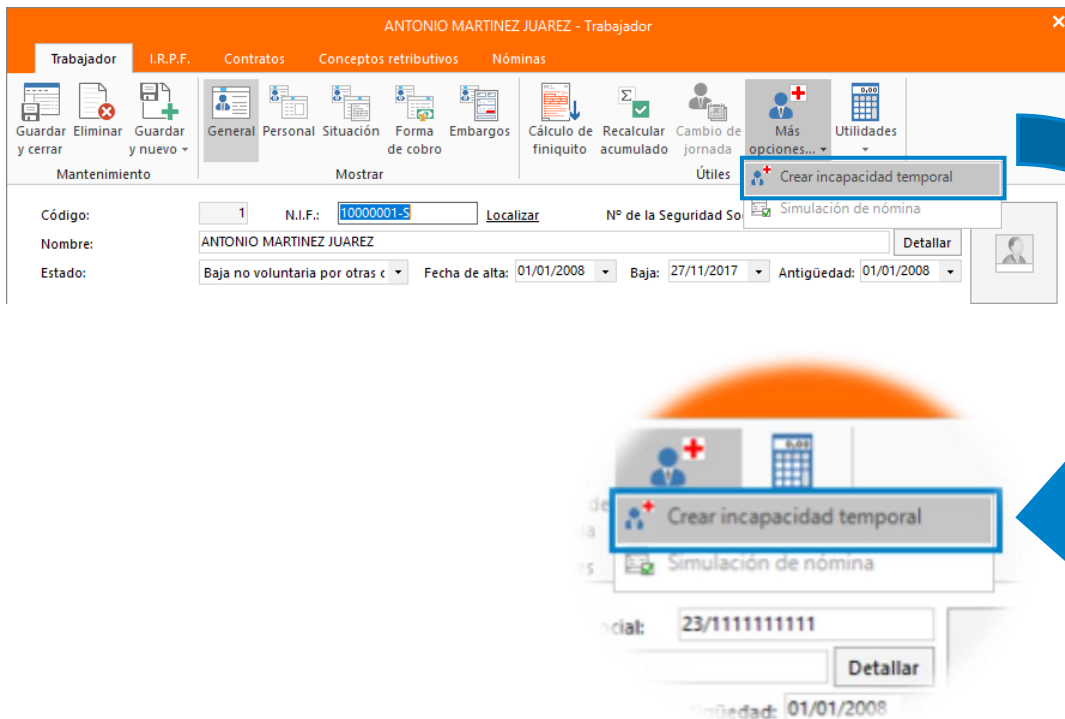 ANTONIO MARTINEZ JUAREZ - Trabajador
Trabajador I.R.P.F. Contratos Conceptos retributivos Nóminas
Guardar y cerrar Eliminar Guardar y nuevo General Personal Situación Forma de cobro Embargos Cálculo de finiquito Recalcular acumulado Cambio de jornada Más opciones... Utilidades
Mantenimiento Mostrar Útiles
Crear incapacidad temporal
Simulación de nómina
Código: 1 N.I.F.: 10000001-S Localizar Nº de la Seguridad So
Nombre: ANTONIO MARTINEZ JUAREZ Detallar
Estado: Baja no voluntaria por otras c Fecha de alta: 01/01/2008 Baja: 27/11/2017 Antigüedad: 01/01/2008
0,00
Crear incapacidad temporal
Simulación de nómina
cial: 23/1111111111
Detallar
güedad: 01/01/2008